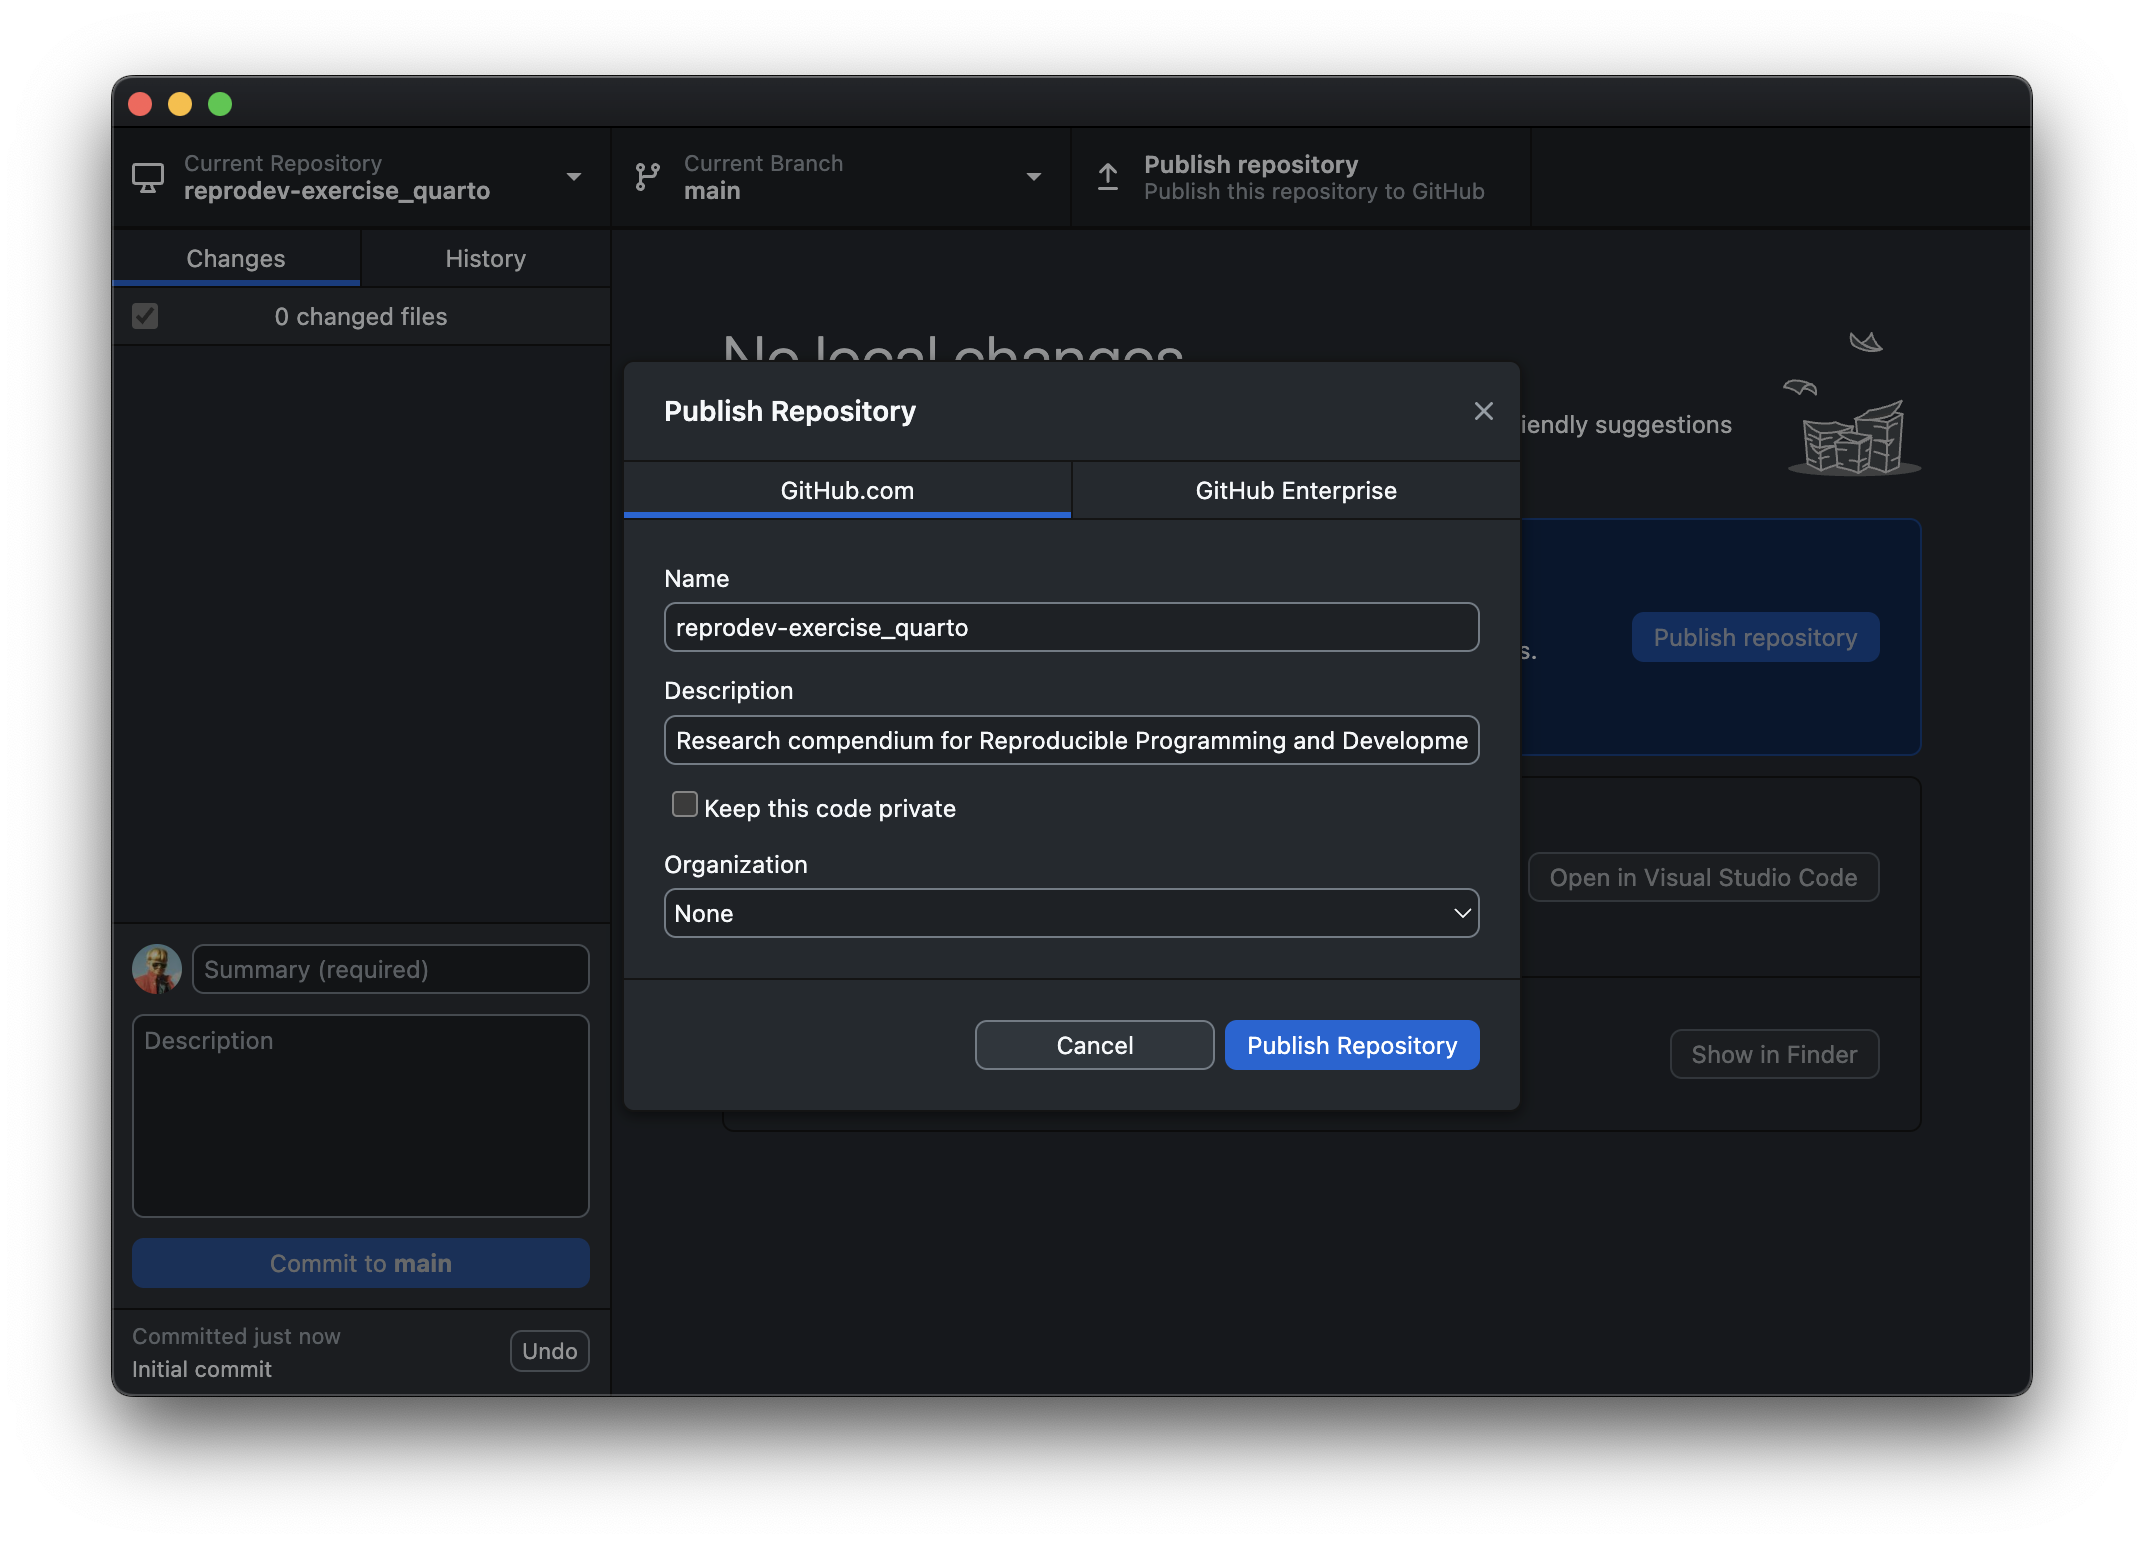 Current Repository
reprodev-exercise_quarto
Current Branch
main
Publish repository
Publish this repository to GitHub
Changes
History
0 changed files
No local changes
iendly suggestions
Publish Repository
GitHub.com
GitHub Enterprise
Name
reprodev-exercise_quarto
s.
Publish repository
Description
Research compendium for Reproducible Programming and Developme
Keep this code private
Organization
None
Open in Visual Studio Code
Cancel
Publish Repository
Show in Finder
Summary (required)
Description
Commit to main
Committed just now
Initial commit
Undo